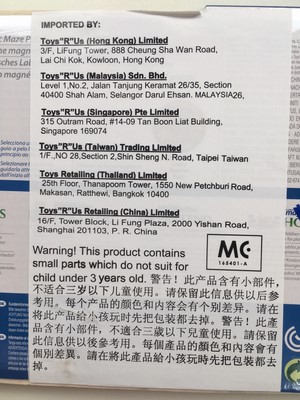 IMPORTED BY:
Toys"R"Us (Hong Kong) Limited
3/F, LiFung Tower, 888 Cheung Sha Wan Road,
Lai Chi Kok, Kowloon, Hong Kong
Toys"R"Us (Malaysia) Sdn. Bhd.
Level 1,No.2, Jalan Tanjung Keramat 26/35, Section
40400 Shah Alam, Selangor Darul Ehsan. MALAYSIA26,
Toys"R"Us (Singapore) Pte Limited
315 Outram Road, #14-09 Tan Boon Liat Building,
Singapore 169074
Toys"R"Us (Taiwan) Trading Limited
1/F.,NO 28,Section 2,Shin Sheng N. Road, Taipei Taiwan
Toys Retailing (Thailand) Limited
25th Floor, Thanapoom Tower, 1550 New Petchburi Road,
Makasan, Ratthewi, Bangkok 10400
Toys"R"Us Retailing (China) Limited
16/F, Tower Block, Li Fung Plaza, 2000 Yishan Road,
Shanghai 201103, P. R. China
MC
165401-A
Warning! This product contains
small parts which do not suit for
child under 3 years old. 警告！此产品含有小部件,
不适合三岁以下儿童使用。请保留此信息供以后参
考用。每个产品的颜色和内容会有个别差异。请在
将此产品给小孩玩时先把包装都去掉。警告！此產
品含有小部件, 不適合三歲以下兒童使用。請保留
此信息供以後參考用。每個產品的顏色和內容會有
個別差異。請在將此產品給小孩玩時先把包裝都去
掉。